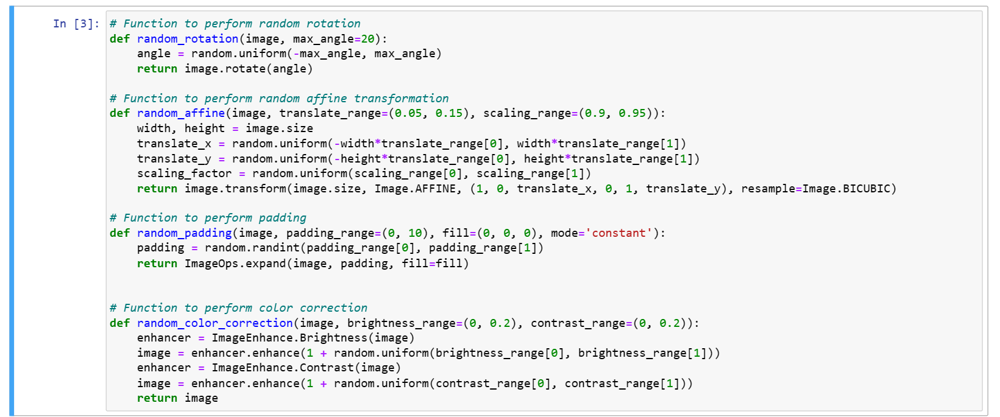 In [3]: # Function to perform random rotation
def random_rotation(image, max_angle=20):
    angle = random.uniform(-max_angle, max_angle)
    return image.rotate(angle)

# Function to perform random affine transformation
def random_affine(image, translate_range=(0.05, 0.15), scaling_range=(0.9, 0.95)):
    width, height = image.size
    translate_x = random.uniform(-width*translate_range[0], width*translate_range[1])
    translate_y = random.uniform(-height*translate_range[0], height*translate_range[1])
    scaling_factor = random.uniform(scaling_range[0], scaling_range[1])
    return image.transform(image.size, Image.AFFINE, (1, 0, translate_x, 0, 1, translate_y), resample=Image.BICUBIC)

# Function to perform padding
def random_padding(image, padding_range=(0, 10), fill=(0, 0, 0), mode='constant'):
    padding = random.randint(padding_range[0], padding_range[1])
    return ImageOps.expand(image, padding, fill=fill)


# Function to perform color correction
def random_color_correction(image, brightness_range=(0, 0.2), contrast_range=(0, 0.2)):
    enhancer = ImageEnhance.Brightness(image)
    image = enhancer.enhance(1 + random.uniform(brightness_range[0], brightness_range[1]))
    enhancer = ImageEnhance.Contrast(image)
    image = enhancer.enhance(1 + random.uniform(contrast_range[0], contrast_range[1]))
    return image